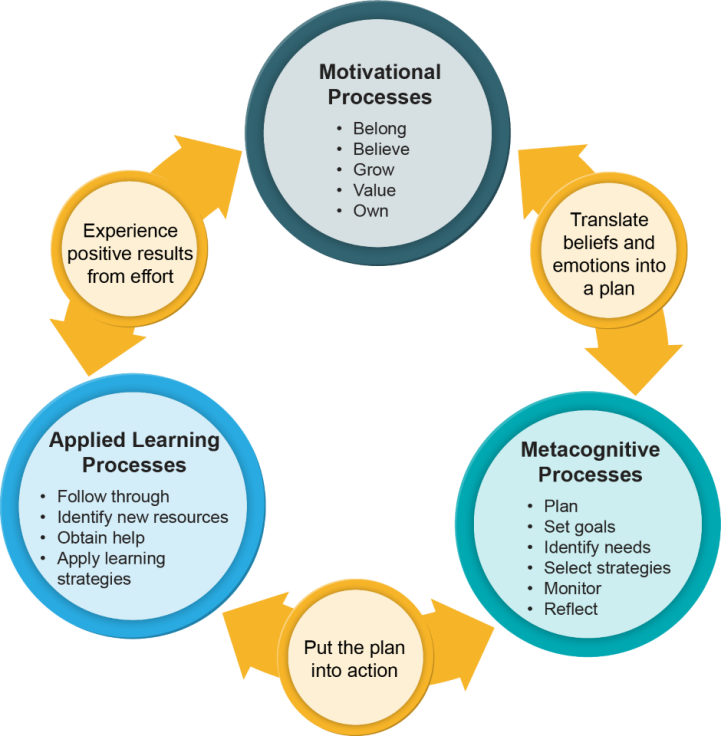 Motivational
Processes
• Belong
• Believe
• Grow
• Value
• Own
Experience
positive results
from effort
Translate
beliefs and
emotions into
a plan
Applied Learning
Processes
• Follow through
• Identify new resources
• Obtain help
• Apply learning
strategies
Metacognitive
Processes
• Plan
• Set goals
• Identify needs
• Select strategies
• Monitor
• Reflect
Put the plan
into action